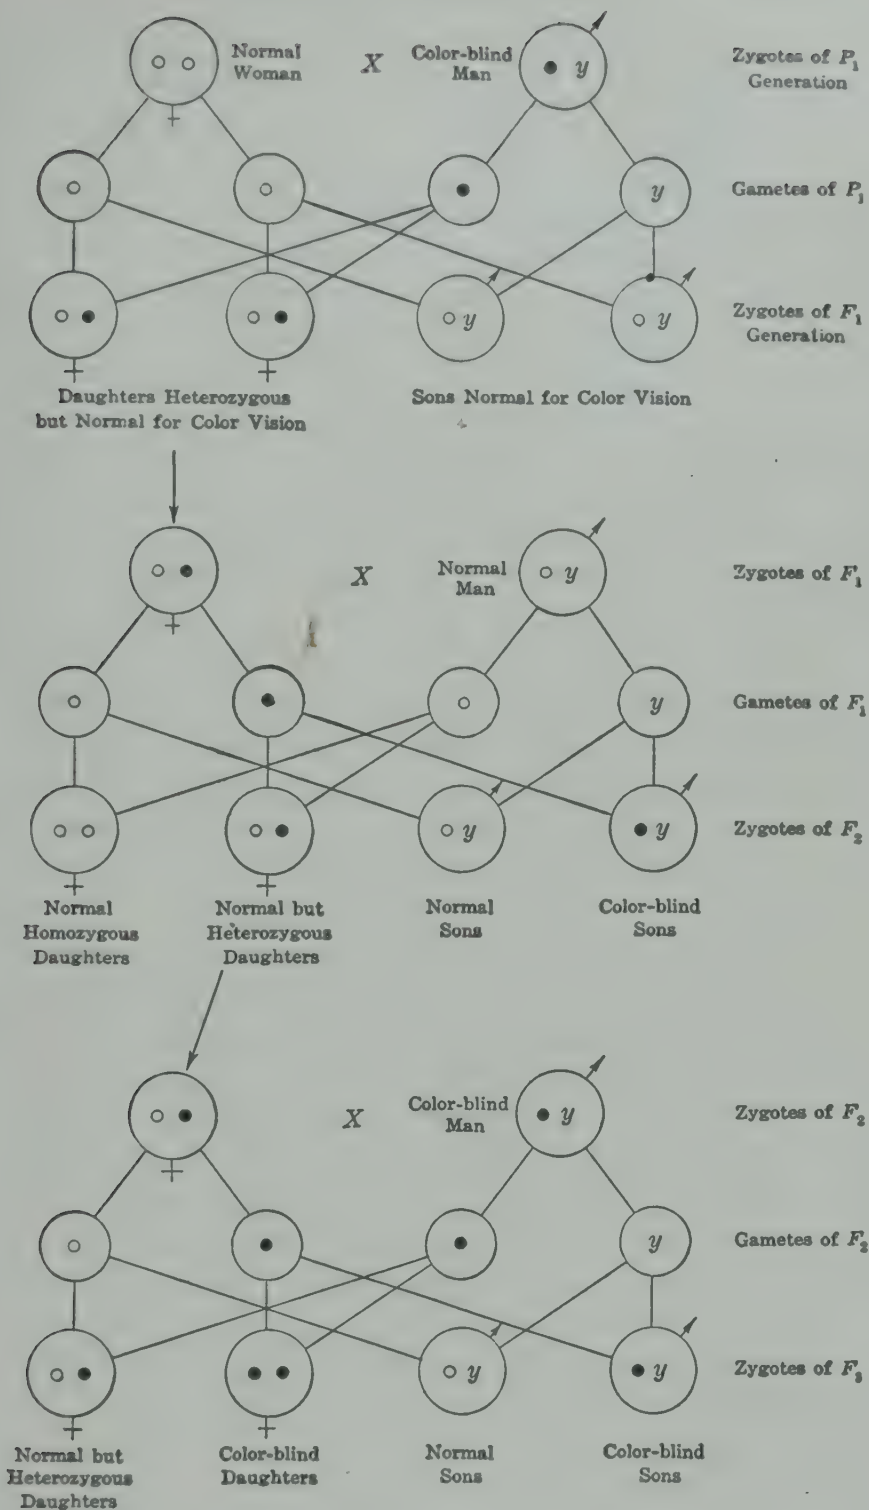 Normal
Woman
X
Color-blind
Man
y
Zygotes of P₁
Generation
y
Gametes of P₁
y
y
Zygotes of F₁
Generation
Daughters Heterozygous
but Normal for Color Vision
Sons Normal for Color Vision
X
Normal
Man
y
Zygotes of F₁
y
Gametes of F₁
y
y
Zygotes of F₂
Normal
Homozygous
Daughters
Normal but
Heterozygous
Daughters
Normal
Sons
Color-blind
Sons
X
Color-blind
Man
y
Zygotes of F₂
y
Gametes of F₂
y
y
Zygotes of F₃
Normal but
Heterozygous
Daughters
Color-blind
Daughters
Normal
Sons
Color-blind
Sons